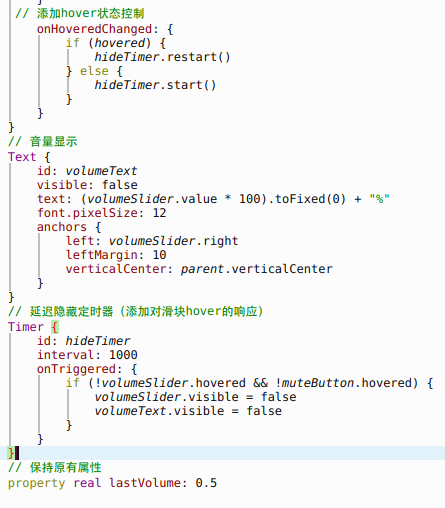 }
// 添加hover状态控制
onHoveredChanged: {
if (hovered) {
hideTimer.restart()
} else {
hideTimer.start()
}
}
}
// 音量显示
Text {
id: volumeText
visible: false
text: (volumeSlider.value * 100).toFixed(0) + "%"
font.pixelSize: 12
anchors {
left: volumeSlider.right
leftMargin: 10
verticalCenter: parent.verticalCenter
}
}
// 延迟隐藏定时器（添加对滑块hover的响应）
Timer {
id: hideTimer
interval: 1000
onTriggered: {
if (!volumeSlider.hovered && !muteButton.hovered) {
volumeSlider.visible = false
volumeText.visible = false
}
}
}
// 保持原有属性
property real lastVolume: 0.5